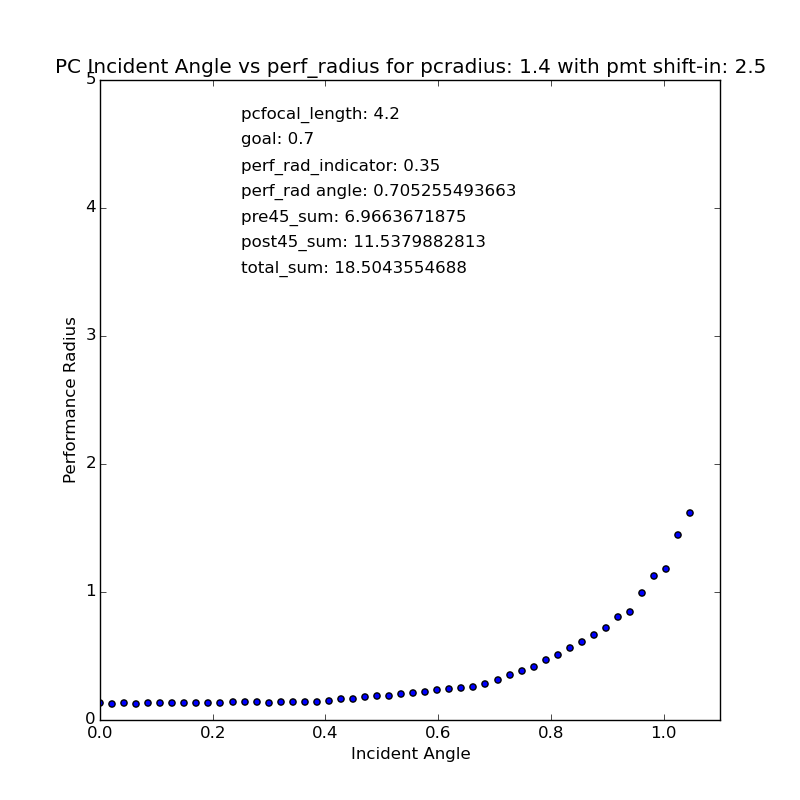 PC Incident Angle vs perf_radius for pcradius: 1.4 with pmt shift-in: 2.5
pcfocal_length: 4.2
goal: 0.7
perf_rad_indicator: 0.35
perf_rad angle: 0.705255493663
pre45_sum: 6.9663671875
post45_sum: 11.5379882813
total_sum: 18.5043554688
Performance Radius
5
4
3
2
1
0
0.0 0.2 0.4 0.6 0.8 1.0
Incident Angle